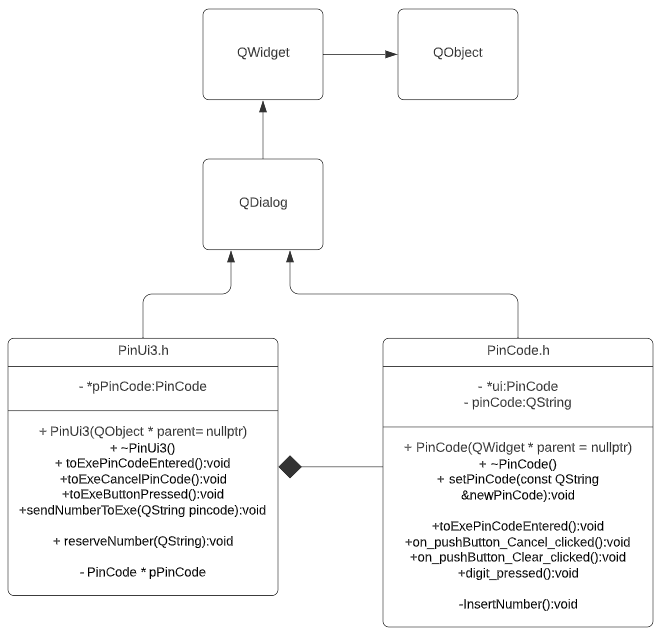 QWidget
QObject
QDialog
PinUi3.h
- *pPinCode:PinCode
+ PinUi3(QObject * parent= nullptr)
+ ~PinUi3()
+ toExePinCodeEntered():void
+toExeCancelPinCode():void
+toExeButtonPressed():void
+sendNumberToExe(QString pincode):void
+ reserveNumber(QString):void
- PinCode * pPinCode
PinCode.h
- *ui:PinCode
- pinCode:QString
+ PinCode(QWidget * parent = nullptr)
+ ~PinCode()
+ setPinCode(const QString
&newPinCode):void
+toExePinCodeEntered():void
+on_pushButton_Cancel_clicked():void
+on_pushButton_Clear_clicked():void
+digit_pressed():void
-InsertNumber():void